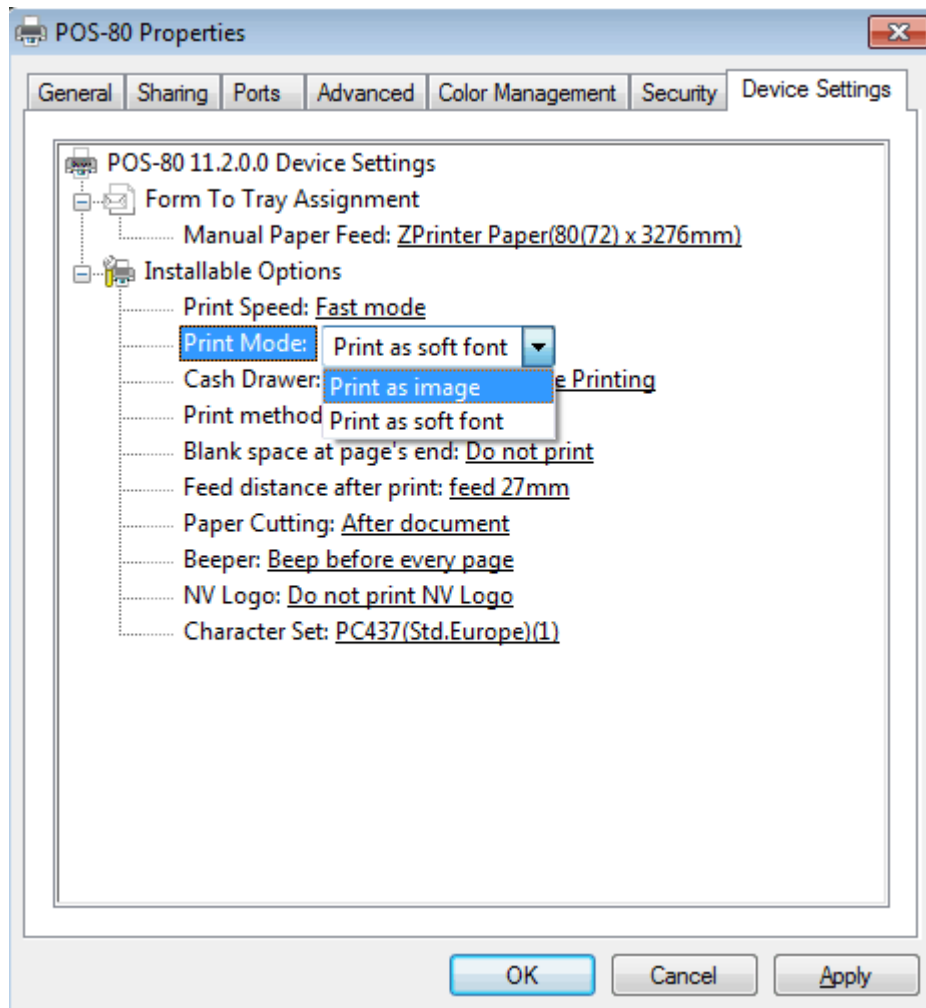 POS-80 Properties
General Sharing Ports Advanced Color Management Security Device Settings
POS-80 11.2.0.0 Device Settings
Form To Tray Assignment
Manual Paper Feed: ZPrinter Paper(80(72) x 3276mm)
Installable Options
Print Speed: Fast mode
Print Mode: Print as soft font
Cash Drawer: Print as image e Printing
Print method Print as soft font
Blank space at page's end: Do not print
Feed distance after print: feed 27mm
Paper Cutting: After document
Beeper: Beep before every page
NV Logo: Do not print NV Logo
Character Set: PC437(Std.Europe)(1)
OK Cancel Apply